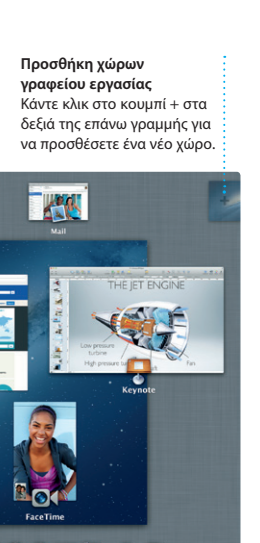 Προσθήκη χώρων
γραφείου εργασίας
Κάντε κλικ στο κουμπί + στα
δεξιά της επάνω γραμμής για
να προσθέσετε ένα νέο χώρο.
+
Mail
THE JET ENGINE
Low pressure
turbine
High pressure
Fan
Keynote
FaceTime